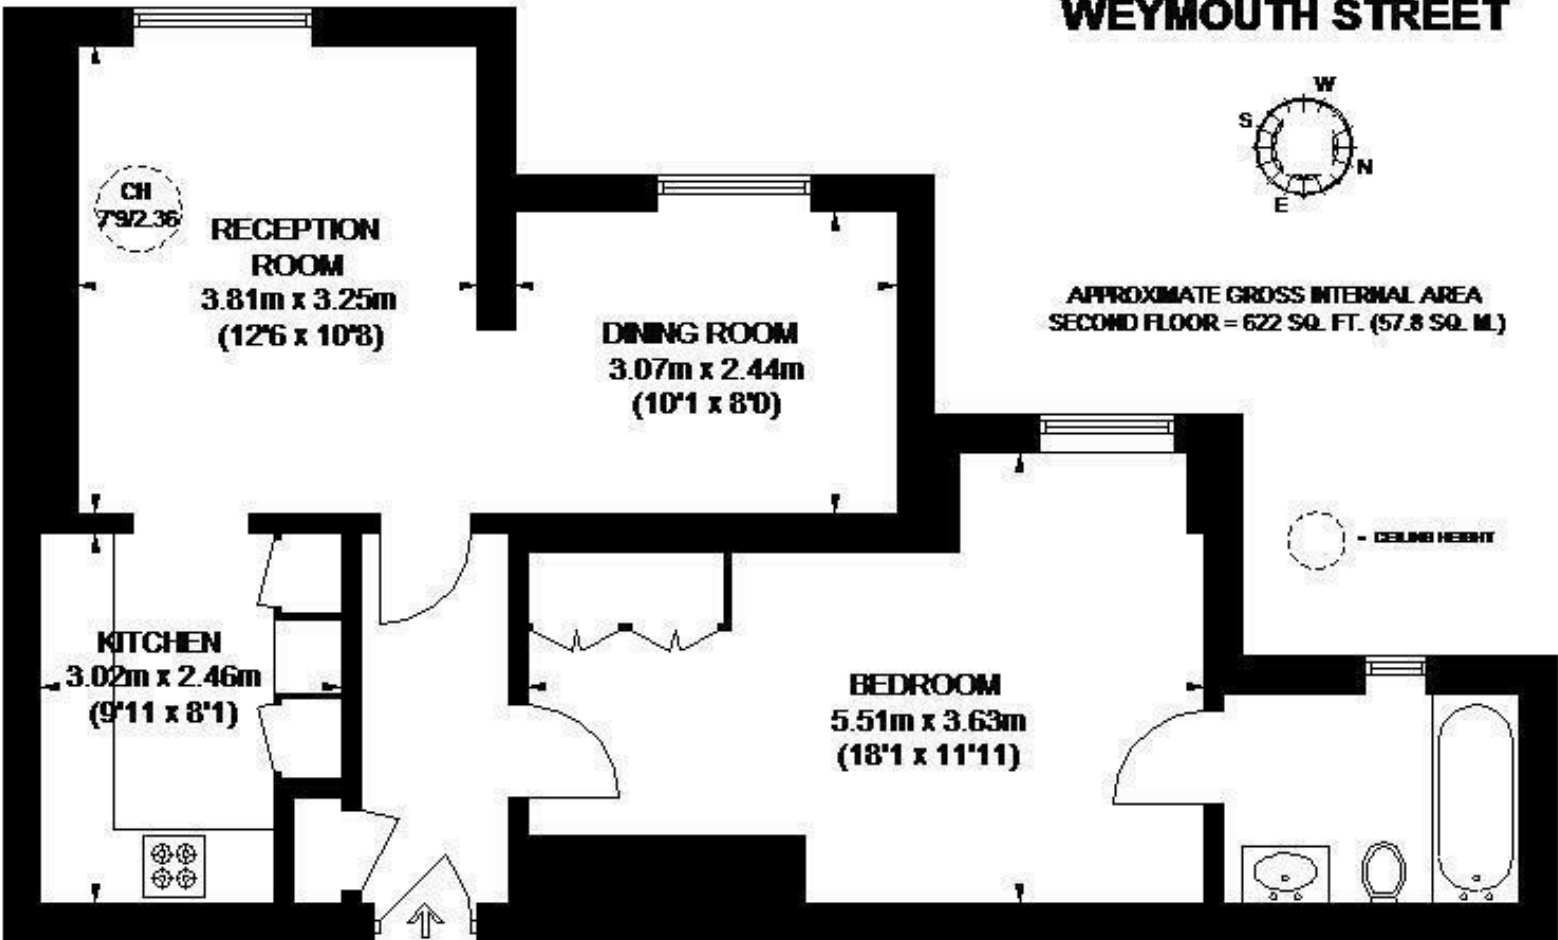 WEYMOUTH STREET
W
S
N
E
CH
7'9/2.36
RECEPTION
ROOM
3.81m x 3.25m
(12'6 x 10'8)
DINING ROOM
3.07m x 2.44m
(10'1 x 8'0)
APPROXIMATE GROSS INTERNAL AREA
SECOND FLOOR = 622 SQ. FT. (57.8 SQ. M.)
- CEILING HEIGHT
KITCHEN
3.02m x 2.46m
(9'11 x 8'1)
BEDROOM
5.51m x 3.63m
(18'1 x 11'11)